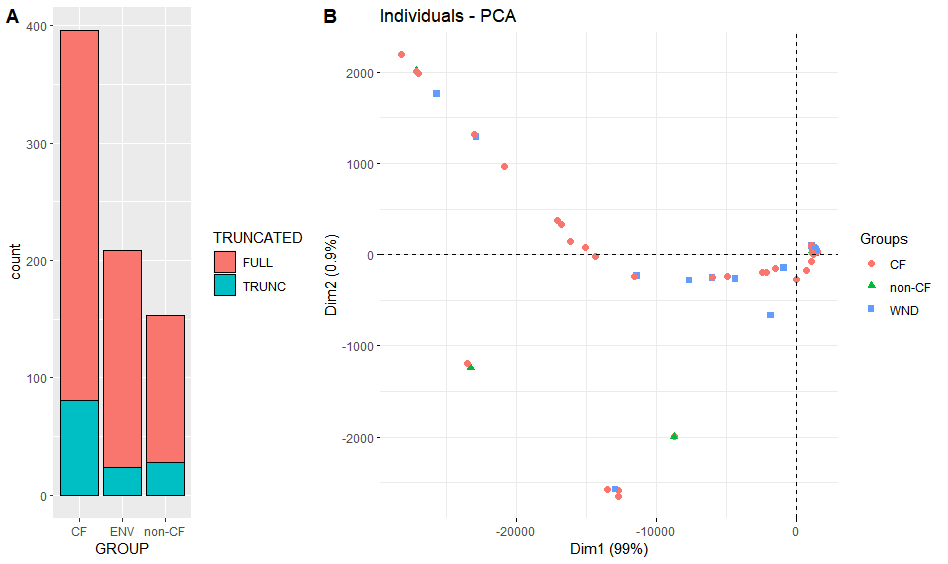 A
count
400
300
200
100
0
CF ENV non-CF
GROUP
TRUNCATED
FULL
TRUNC
B
Individuals - PCA
Dim2 (0.9%)
2000
1000
0
-1000
-2000
-20000 -10000 0
Dim1 (99%)
Groups
CF
non-CF
WND